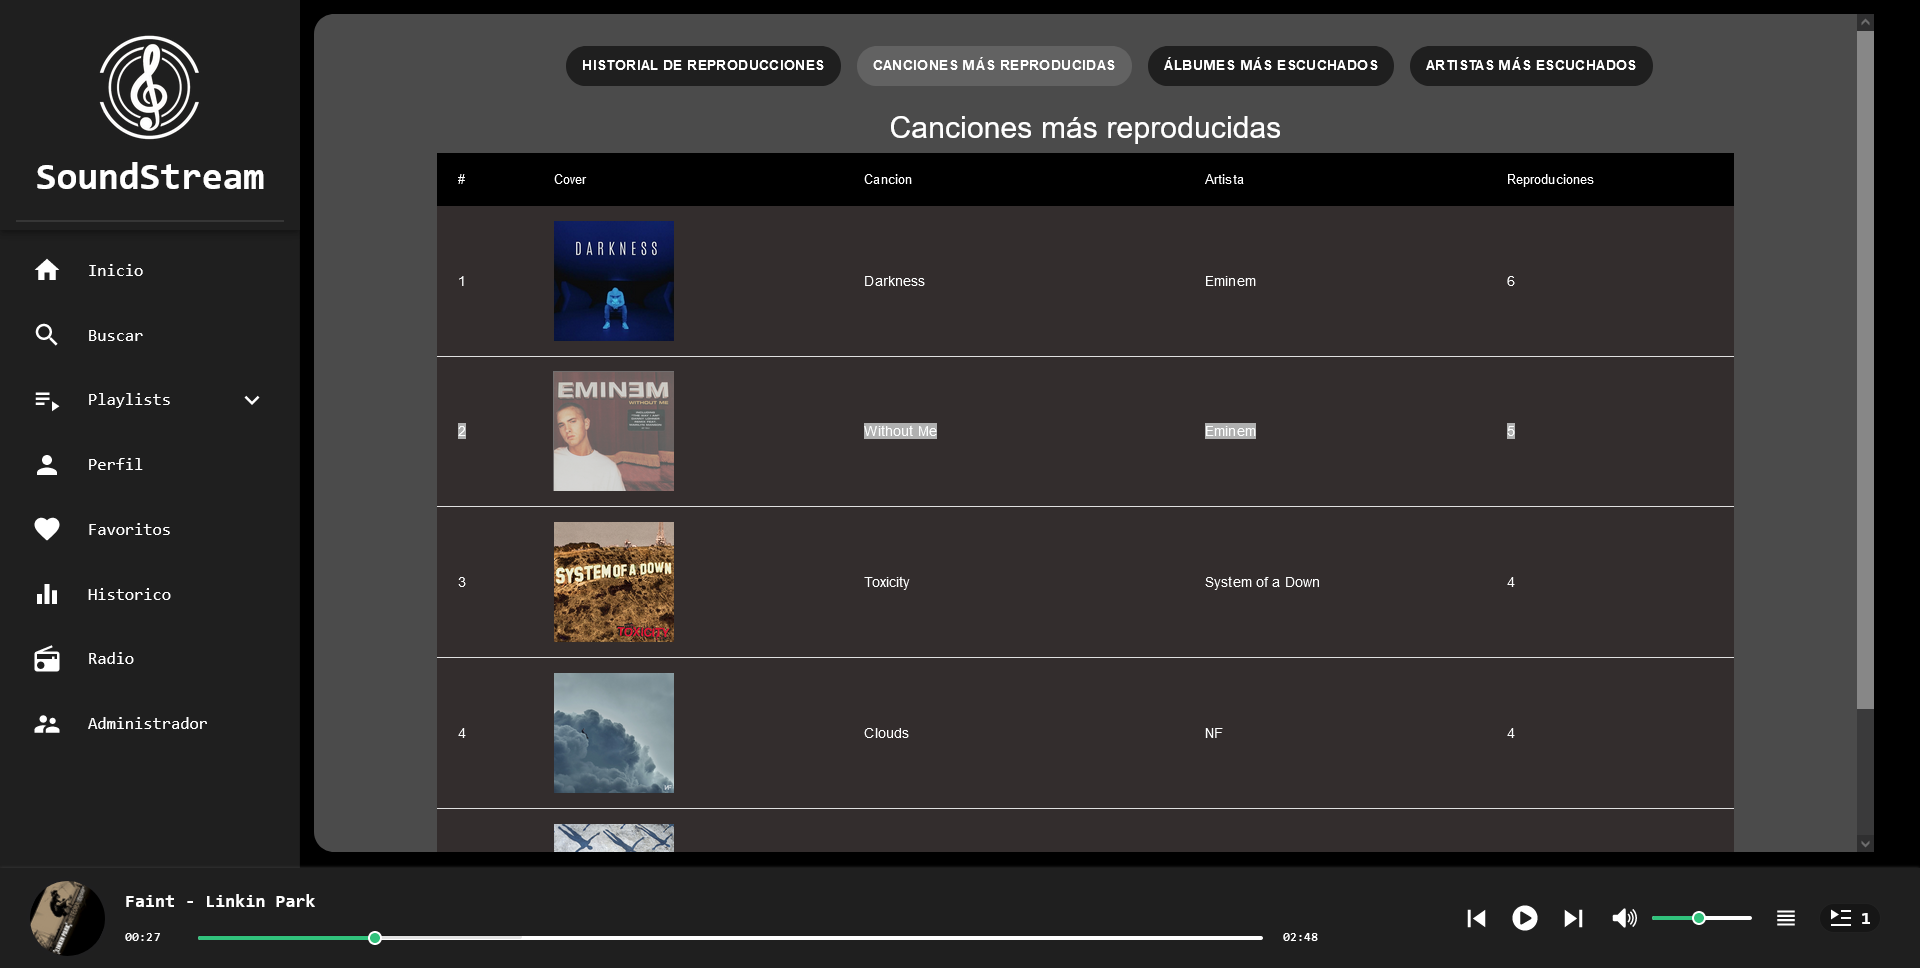 SoundStream
Inicio
Buscar
Playlists
Perfil
Favoritos
Historico
Radio
Administrador
HISTORIAL DE REPRODUCCIONES CANCIONES MÁS REPRODUCIDAS ÁLBUMES MÁS ESCUCHADOS ARTISTAS MÁS ESCUCHADOS
Canciones más reproducidas
# Cover Cancion Artista Reproduciones
DARKNESS
1 Darkness Eminem 6
EMINEM
WITHOUT ME
2 Without Me Eminem 5
SYSTEM OF A DOWN
TOXICITY
3 Toxicity System of a Down 4
4 Clouds NF 4
NF
Faint - Linkin Park
00:27 02:48
1